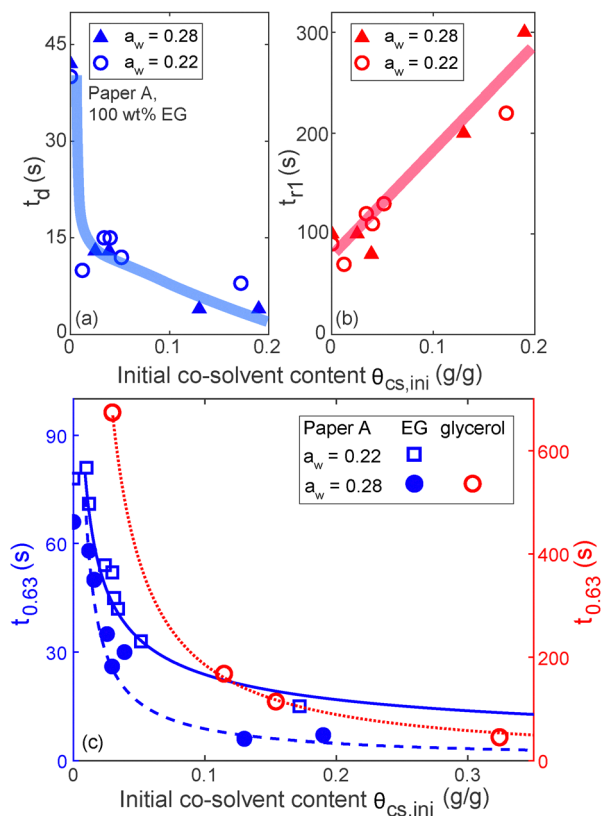 45
30
15
0
t_d (s)
a_w = 0.28
a_w = 0.22
Paper A,
100 wt% EG
(a)
0
0.1
0.2
300
200
100
0
t_r1 (s)
a_w = 0.28
a_w = 0.22
(b)
0
0.1
0.2
Initial co-solvent content θ_cs,ini (g/g)
90
60
30
0
t_0.63 (s)
Paper A EG glycerol
a_w = 0.22
a_w = 0.28
600
400
200
0
t_0.63 (s)
(c)
0
0.1
0.2
0.3
Initial co-solvent content θ_cs,ini (g/g)